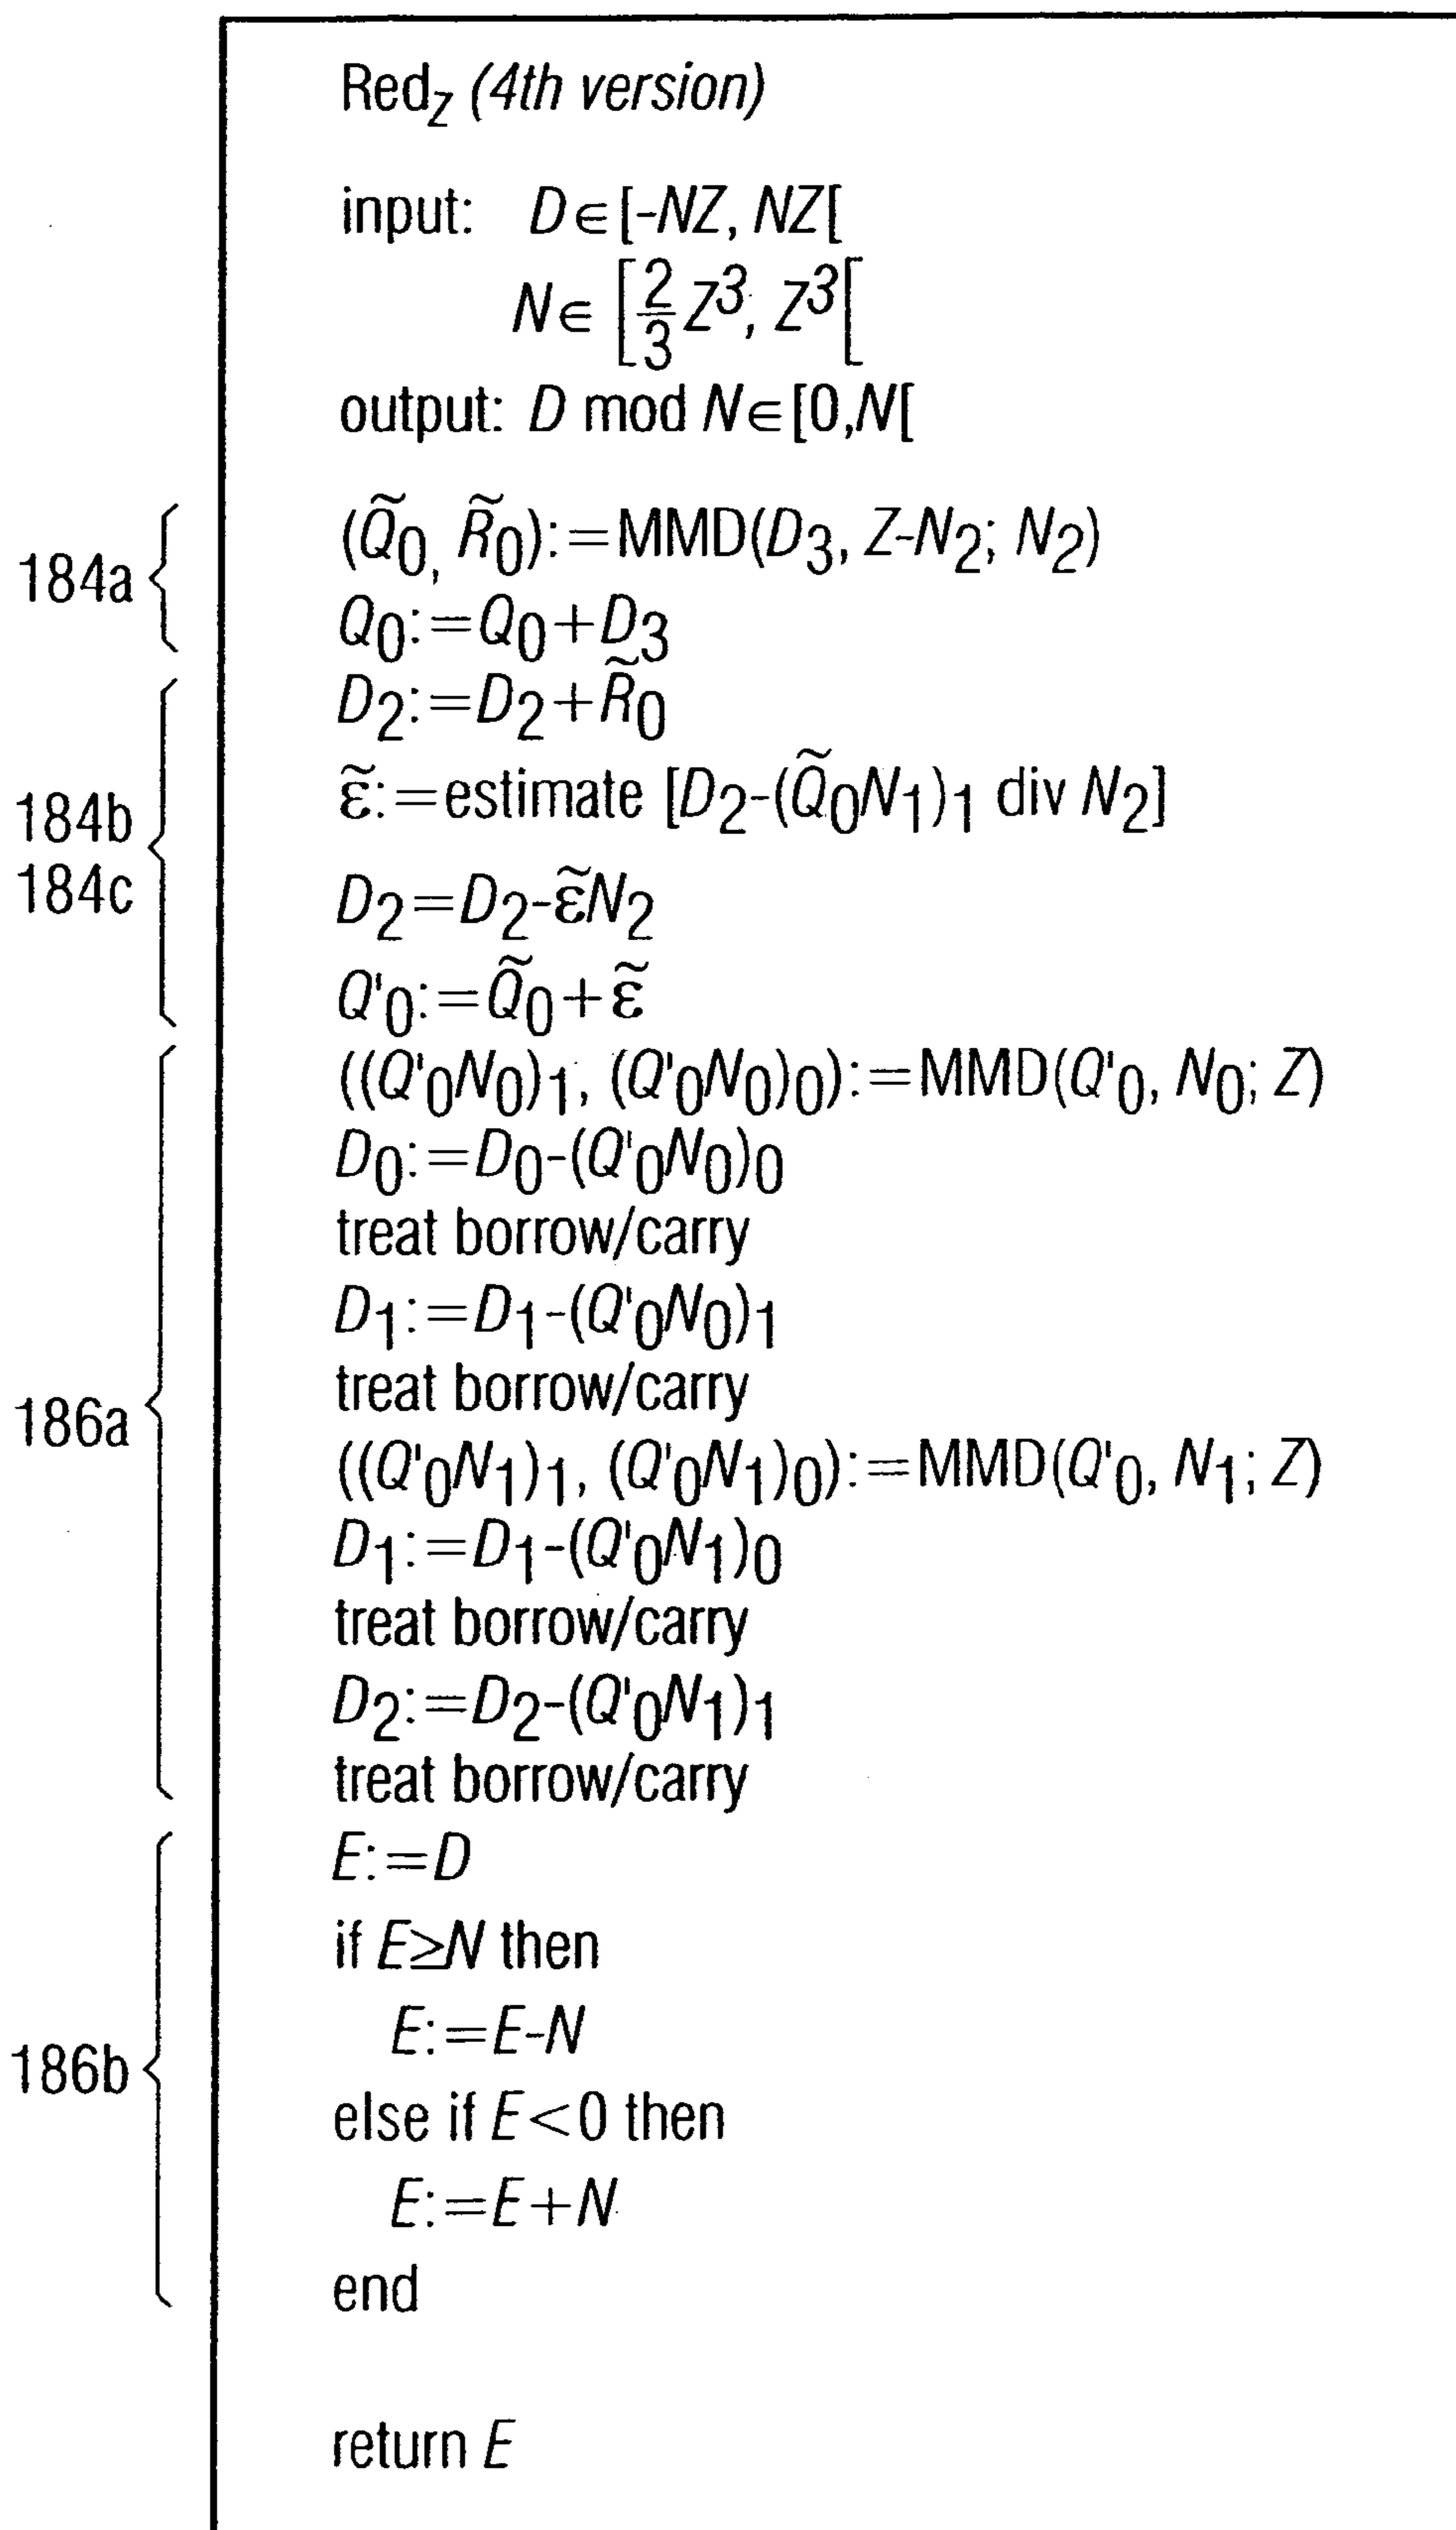 Red_Z (4th version)
input: D∈[-NZ, NZ[
N∈[2/3 Z^3, Z^3[
output: D mod N∈[0,N[
184a
(Q̃_0, R̃_0):=MMD(D_3, Z-N_2; N_2)
Q_0:=Q_0+D_3
184b
184c
D_2:=D_2+R̃_0
ε̃:=estimate [D_2-(Q̃_0N_1)_1 div N_2]
D_2=D_2-ε̃N_2
Q'_0:=Q̃_0+ε̃
186a
((Q'_0N_0)_1, (Q'_0N_0)_0):=MMD(Q'_0, N_0; Z)
D_0:=D_0-(Q'_0N_0)_0
treat borrow/carry
D_1:=D_1-(Q'_0N_0)_1
treat borrow/carry
((Q'_0N_1)_1, (Q'_0N_1)_0):=MMD(Q'_0, N_1; Z)
D_1:=D_1-(Q'_0N_1)_0
treat borrow/carry
D_2:=D_2-(Q'_0N_1)_1
treat borrow/carry
186b
E:=D
if E≥N then
E:=E-N
else if E<0 then
E:=E+N
end
return E